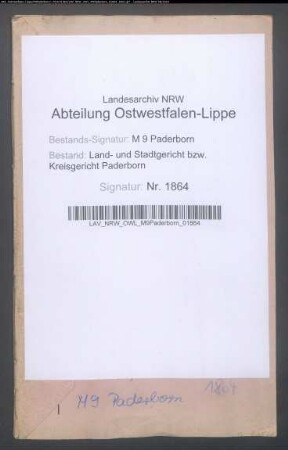 Landesarchiv NRW
Abteilung Ostwestfalen-Lippe
Bestands-Signatur: M 9 Paderborn
Bestand: Land- und Stadtgericht bzw.
Kreisgericht Paderborn
Signatur: Nr. 1864
LAV_NRW_OWL_M9Paderborn_01864
M9 Paderborn